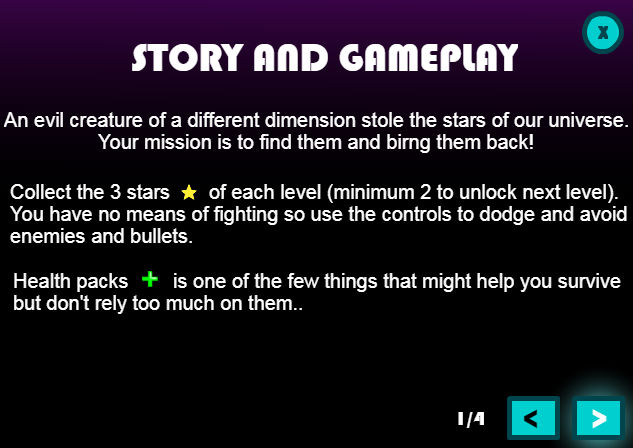 X
STORY AND GAMEPLAY
An evil creature of a different dimension stole the stars of our universe.
Your mission is to find them and birng them back!
Collect the 3 stars of each level (minimum 2 to unlock next level).
You have no means of fighting so use the controls to dodge and avoid
enemies and bullets.
Health packs is one of the few things that might help you survive
but don't rely too much on them..
1/4 < >